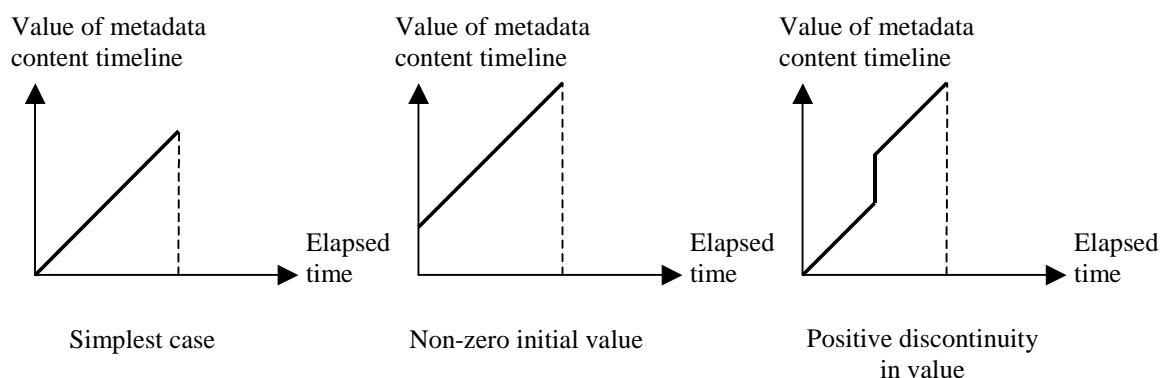 Value of metadata
content timeline
Elapsed
time
Simplest case
Value of metadata
content timeline
Elapsed
time
Non-zero initial value
Value of metadata
content timeline
Elapsed
time
Positive discontinuity
in value